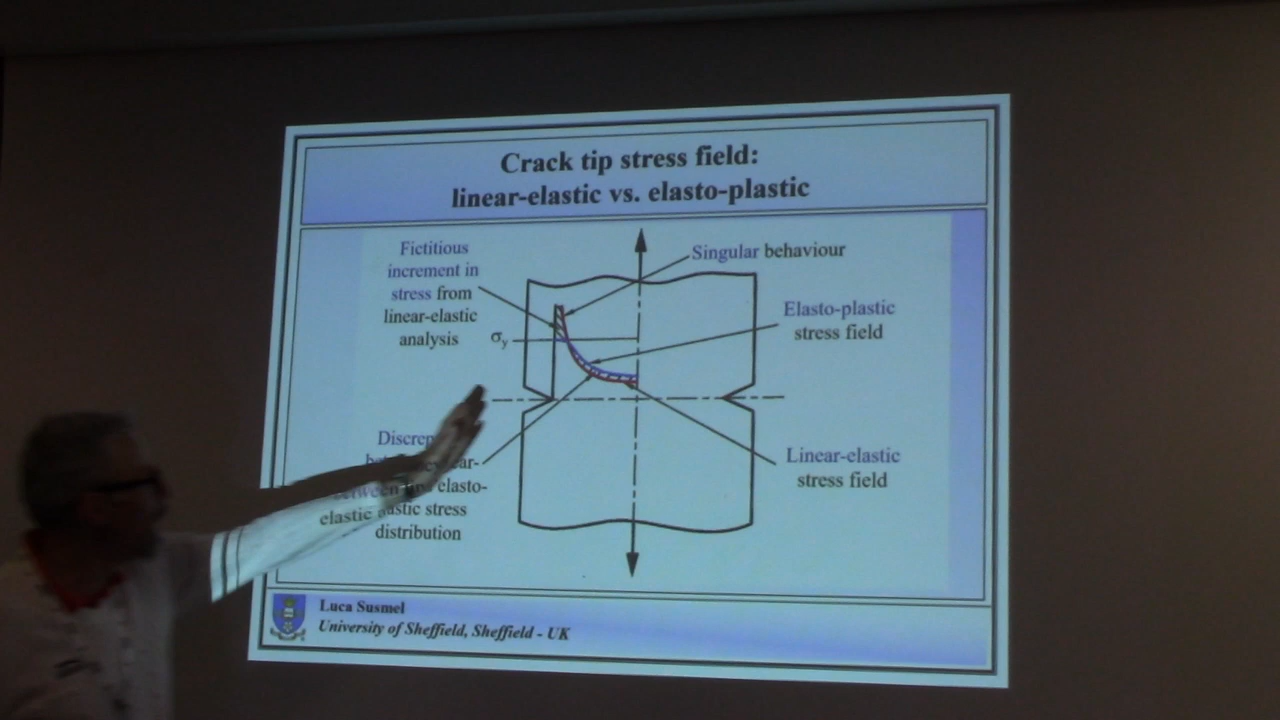 Crack tip stress field:
linear-elastic vs. elasto-plastic
Fictitious
increment in
stress from
linear-elastic
analysis
Singular behaviour
Elasto-plastic
stress field
σy
Linear-elastic
stress field
elasto-
elastic stress
distribution
Luca Susmel
University of Sheffield, Sheffield - UK